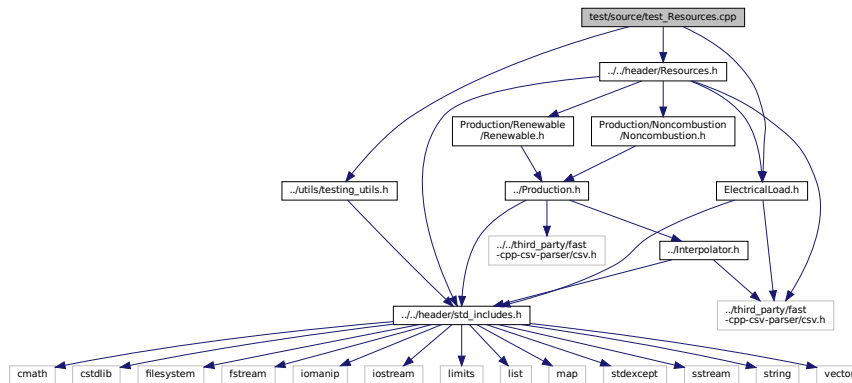 test/source/test_Resources.cpp
../../header/Resources.h
Production/Renewable
/Renewable.h
Production/Noncombustion
/Noncombustion.h
../utils/testing_utils.h
../Production.h
ElectricalLoad.h
../../third_party/fast
-cpp-csv-parser/csv.h
../Interpolator.h
../third_party/fast
-cpp-csv-parser/csv.h
../../header/std_includes.h
cmath
cstdlib
filesystem
fstream
iomanip
iostream
limits
list
map
stdexcept
sstream
string
vector